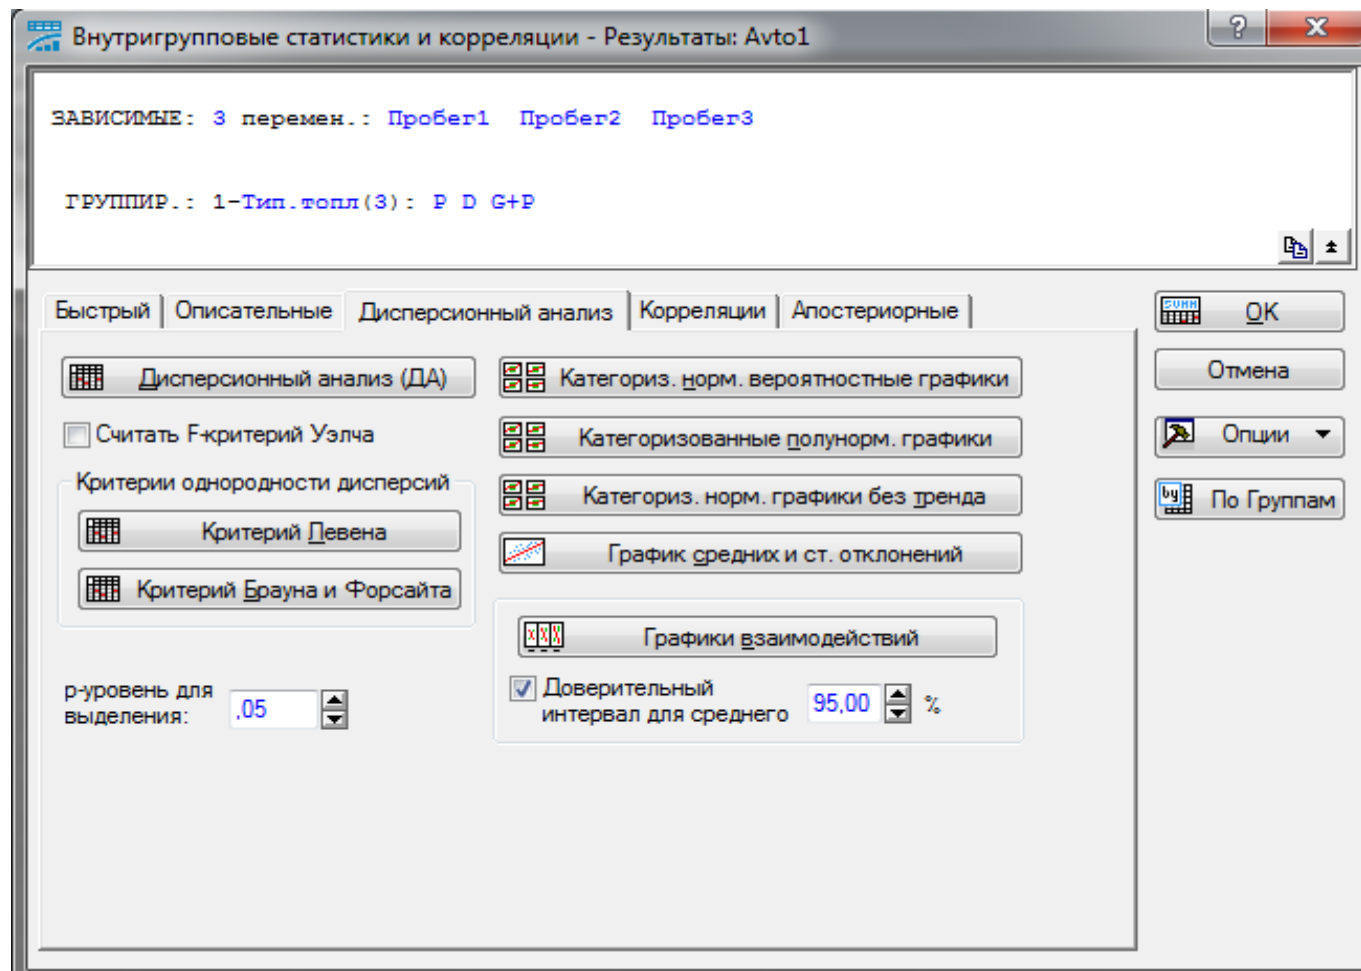 Внутригрупповые статистики и корреляции - Результаты: Avto1
ЗАВИСИМЫЕ: 3 перемен.: Пробег1 Пробег2 Пробег3
ГРУППИР.: 1-Тип.топл(3): P D G+P
Быстрый Описательные Дисперсионный анализ Корреляции Апостериорные
SUMM OK
Отмена
Опции
by По Группам
Дисперсионный анализ (ДА)
Считать F-критерий Уэлча
Критерии однородности дисперсий
Критерий Левена
Критерий Брауна и Форсайта
р-уровень для
выделения: ,05
Категориз. норм. вероятностные графики
Категоризованные полунорм. графики
Категориз. норм. графики без тренда
График средних и ст. отклонений
Графики взаимодействий
Доверительный
интервал для среднего 95,00 %